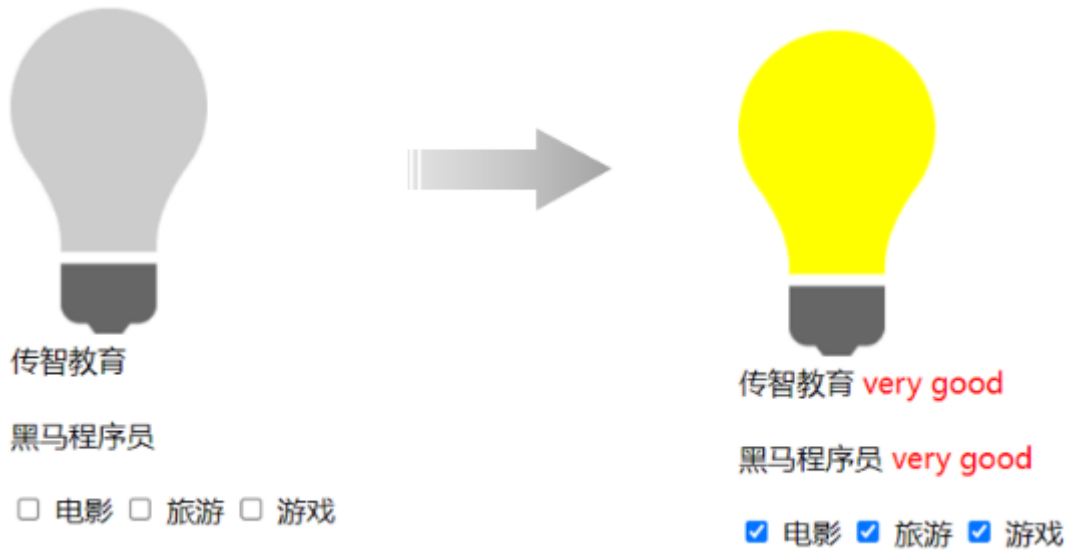 传智教育
黑马程序员
电影 旅游 游戏
传智教育 very good
黑马程序员 very good
电影 旅游 游戏